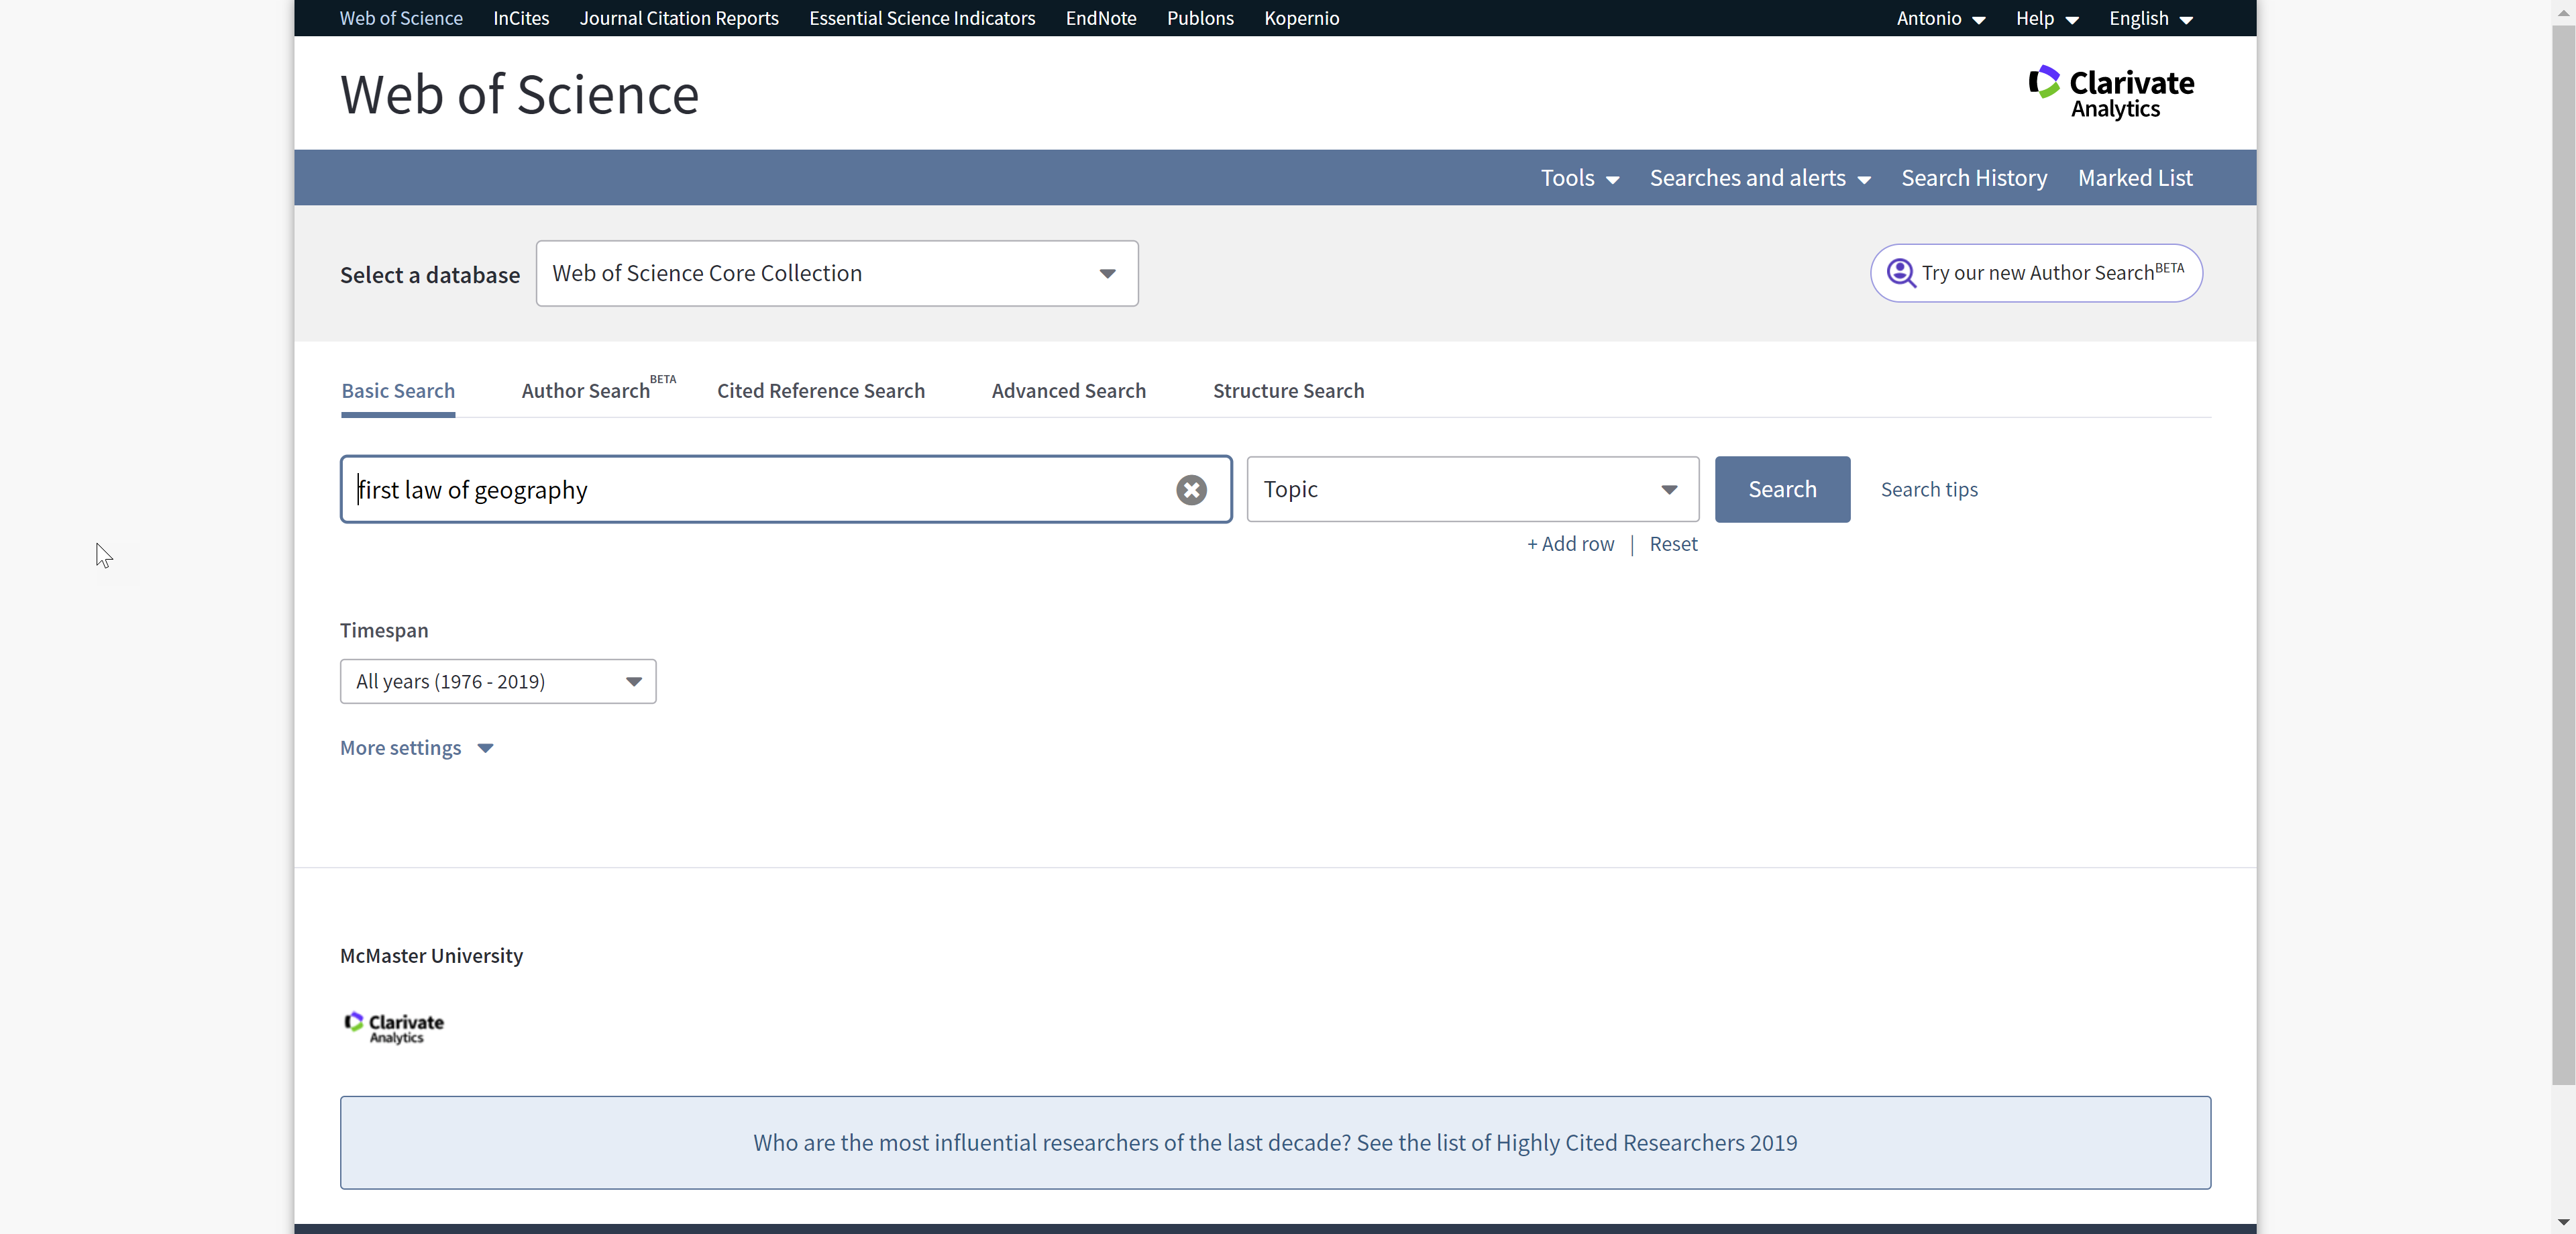 Web of Science InCites Journal Citation Reports Essential Science Indicators EndNote Publons Kopernio Antonio Help English
Web of Science
Clarivate
Analytics
Tools Searches and alerts Search History Marked List
Select a database Web of Science Core Collection Try our new Author Search BETA
Basic Search Author Search BETA Cited Reference Search Advanced Search Structure Search
first law of geography Topic Search Search tips
+ Add row | Reset
Timespan
All years (1976 - 2019)
More settings
McMaster University
Clarivate
Analytics
Who are the most influential researchers of the last decade? See the list of Highly Cited Researchers 2019